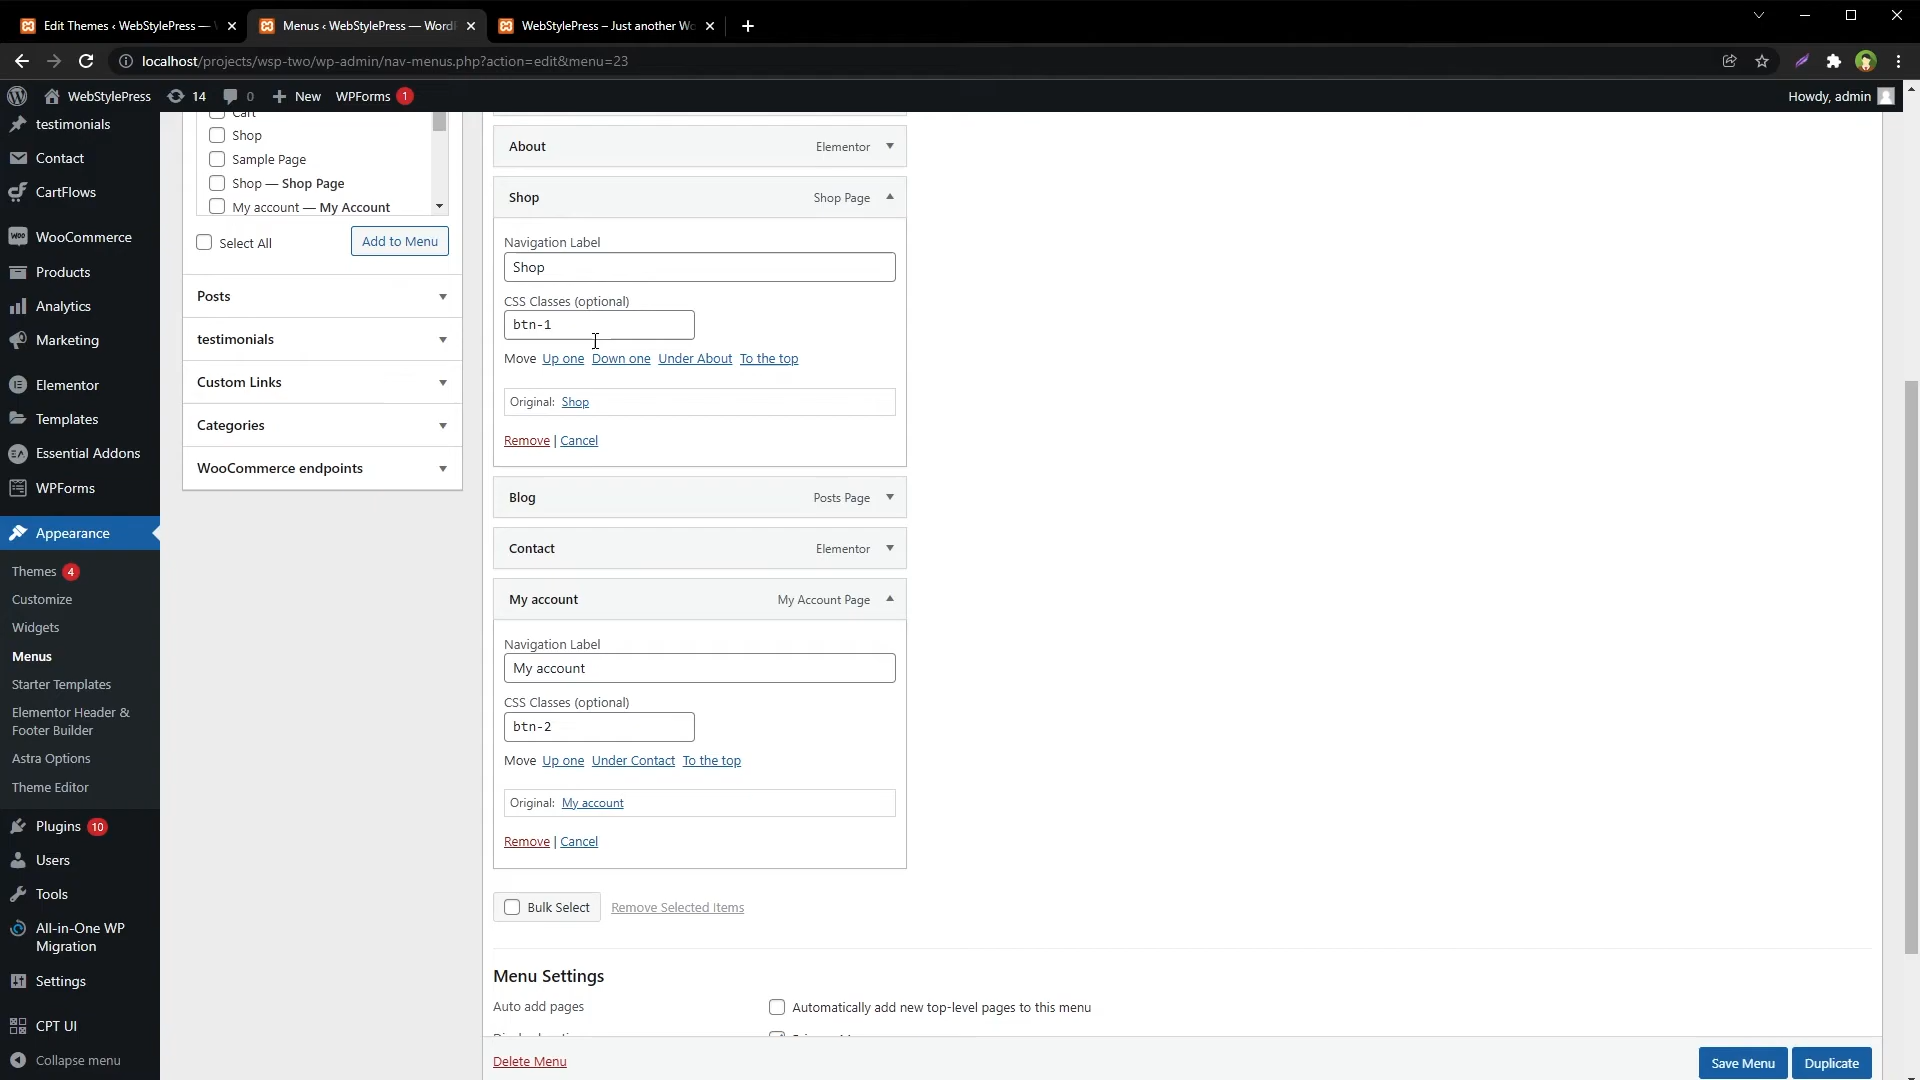 Edit Themes ‹ WebStylePress —
Menus ‹ WebStylePress — WordP
WebStylePress – Just another Wo
localhost/projects/wsp-two/wp-admin/nav-menus.php?action=edit&menu=23
WebStylePress
14
0
New
WPForms 1
Howdy, admin
testimonials
Contact
CartFlows
WooCommerce
Products
Analytics
Marketing
Elementor
Templates
Essential Addons
WPForms
Appearance
Themes 4
Customize
Widgets
Menus
Starter Templates
Elementor Header &
Footer Builder
Astra Options
Theme Editor
Plugins 10
Users
Tools
All-in-One WP
Migration
Settings
CPT UI
Collapse menu
Cart
Shop
Sample Page
Shop — Shop Page
My account — My Account
Select All
Add to Menu
Posts
testimonials
Custom Links
Categories
WooCommerce endpoints
About Elementor
Shop Shop Page
Navigation Label
Shop
CSS Classes (optional)
btn-1
Move Up one Down one Under About To the top
Original: Shop
Remove | Cancel
Blog Posts Page
Contact Elementor
My account My Account Page
Navigation Label
My account
CSS Classes (optional)
btn-2
Move Up one Under Contact To the top
Original: My account
Remove | Cancel
Bulk Select Remove Selected Items
Menu Settings
Auto add pages Automatically add new top-level pages to this menu
Delete Menu
Save Menu
Duplicate